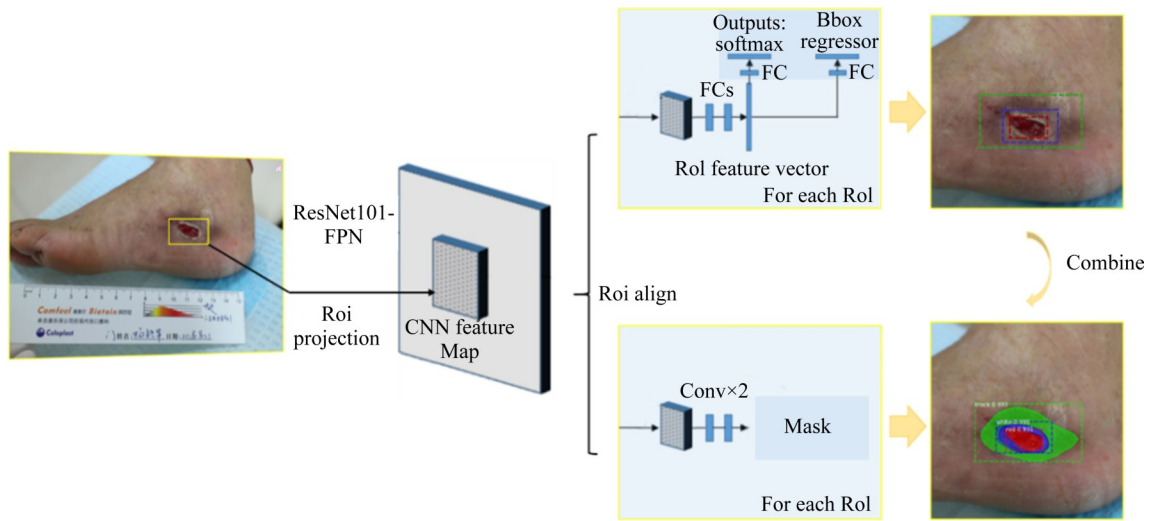 Outputs:
softmax
Bbox
regressor
FC
FC
FCs
RoI feature vector
For each RoI
ResNet101-
FPN
Roi
projection
CNN feature
Map
Roi align
Combine
Comfeel Biatain
Coloplast
Conv×2
Mask
For each RoI